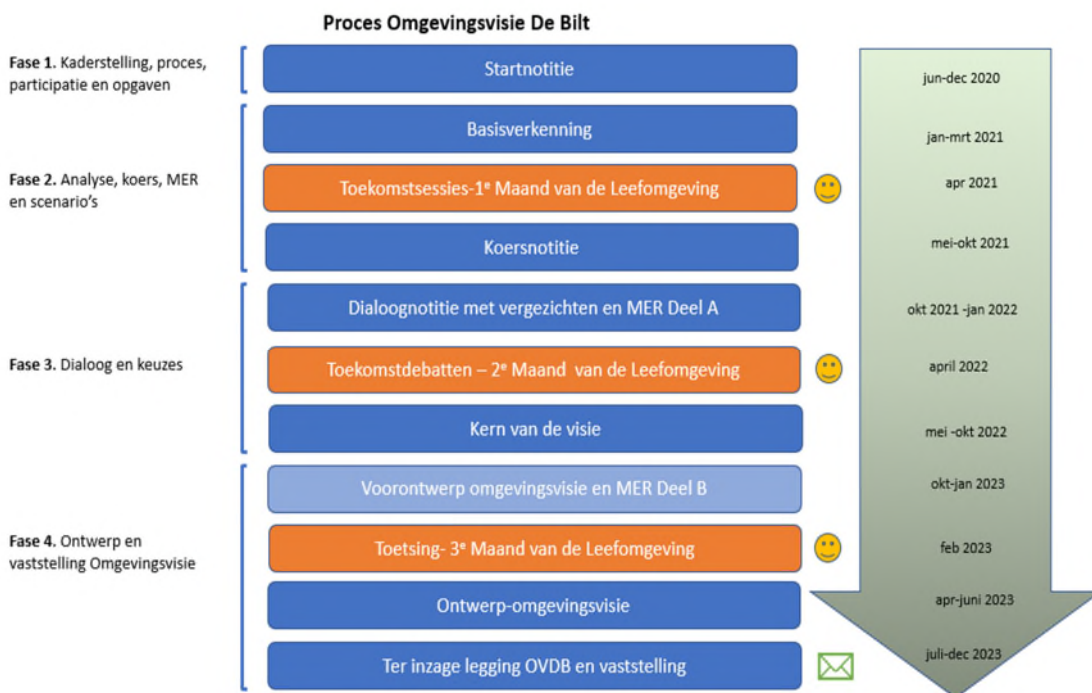 Proces Omgevingsvisie De Bilt
Fase 1. Kaderstelling, proces,
participatie en opgaven
Startnotitie
jun-dec 2020
Basisverkenning
jan-mrt 2021
Fase 2. Analyse, koers, MER
en scenario's
Toekomstsessies-1e Maand van de Leefomgeving
apr 2021
Koersnotitie
mei-okt 2021
Dialoognotitie met vergezichten en MER Deel A
okt 2021 -jan 2022
Fase 3. Dialoog en keuzes
Toekomstdebatten – 2e Maand van de Leefomgeving
april 2022
Kern van de visie
mei -okt 2022
Voorontwerp omgevingsvisie en MER Deel B
okt-jan 2023
Fase 4. Ontwerp en
vaststelling Omgevingsvisie
Toetsing- 3e Maand van de Leefomgeving
feb 2023
Ontwerp-omgevingsvisie
apr-juni 2023
Ter inzage legging OVDB en vaststelling
juli-dec 2023